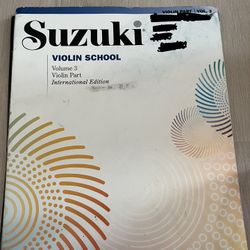 VIOLIN PART | VOL. 3
Suzuki
VIOLIN SCHOOL
Volume 3
Violin Part
International Edition